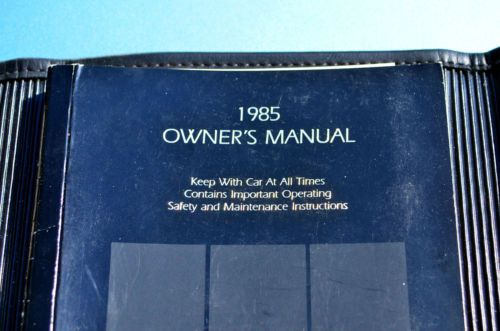 1985
OWNER'S MANUAL
Keep With Car At All Times
Contains Important Operating
Safety and Maintenance Instructions